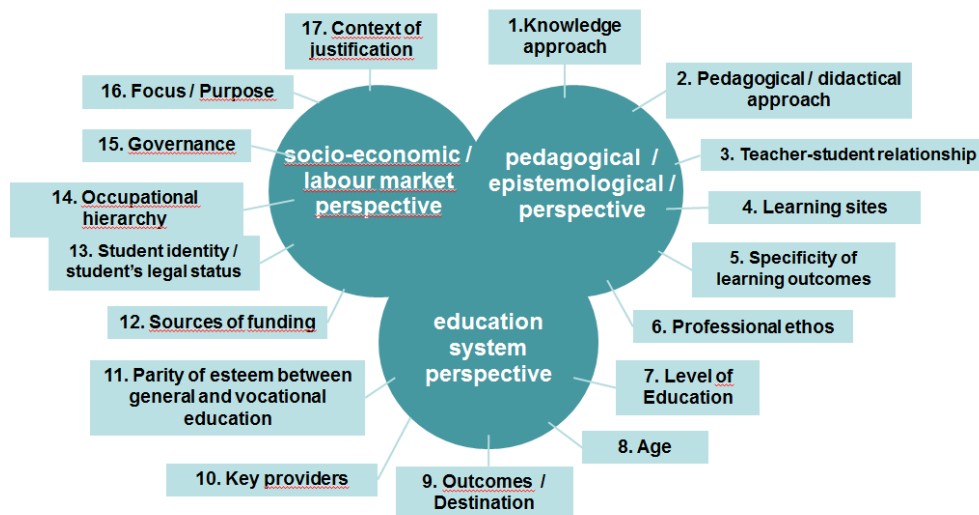 17. Context of
justification
1.Knowledge
approach
16. Focus / Purpose
2. Pedagogical / didactical
approach
15. Governance
3. Teacher-student relationship
socio-economic /
labour market
perspective
pedagogical /
epistemological /
perspective
14. Occupational
hierarchy
4. Learning sites
13. Student identity /
student's legal status
5. Specificity of
learning outcomes
12. Sources of funding
6. Professional ethos
education
system
perspective
11. Parity of esteem between
general and vocational
education
7. Level of
Education
8. Age
10. Key providers
9. Outcomes /
Destination